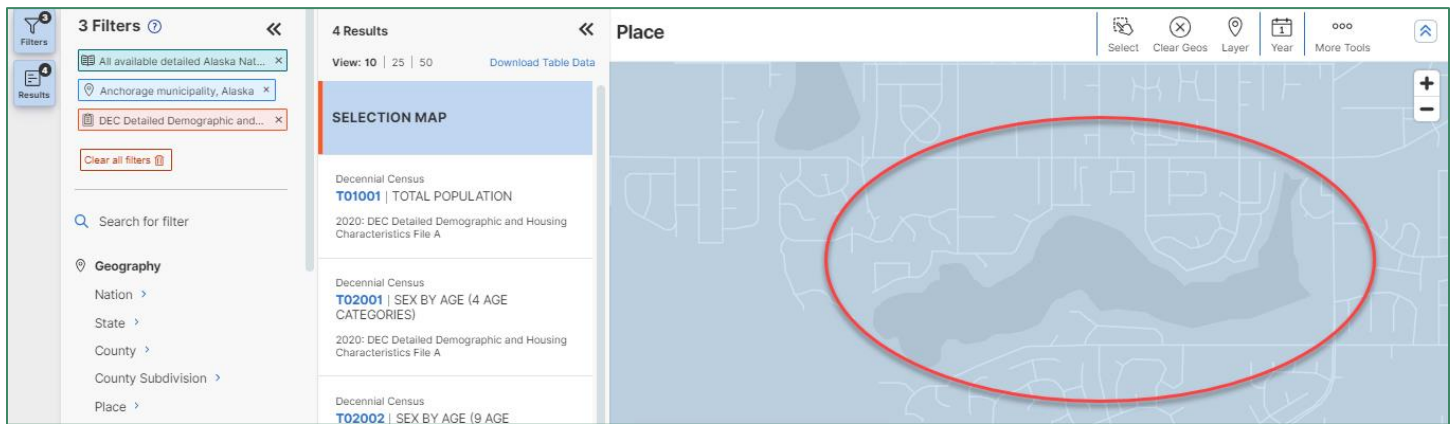 3
Filters
4
Results
3 Filters ?
All available detailed Alaska Nat... ×
Anchorage municipality, Alaska ×
DEC Detailed Demographic and... ×
Clear all filters
Search for filter
Geography
Nation
State
County
County Subdivision
Place
4 Results
View: 10 | 25 | 50 Download Table Data
SELECTION MAP
Decennial Census
T01001 | TOTAL POPULATION
2020: DEC Detailed Demographic and Housing
Characteristics File A
Decennial Census
T02001 | SEX BY AGE (4 AGE
CATEGORIES)
2020: DEC Detailed Demographic and Housing
Characteristics File A
Decennial Census
T02002 | SEX BY AGE (9 AGE
Place
Select
Clear Geos
Layer
1
Year
More Tools
+
−